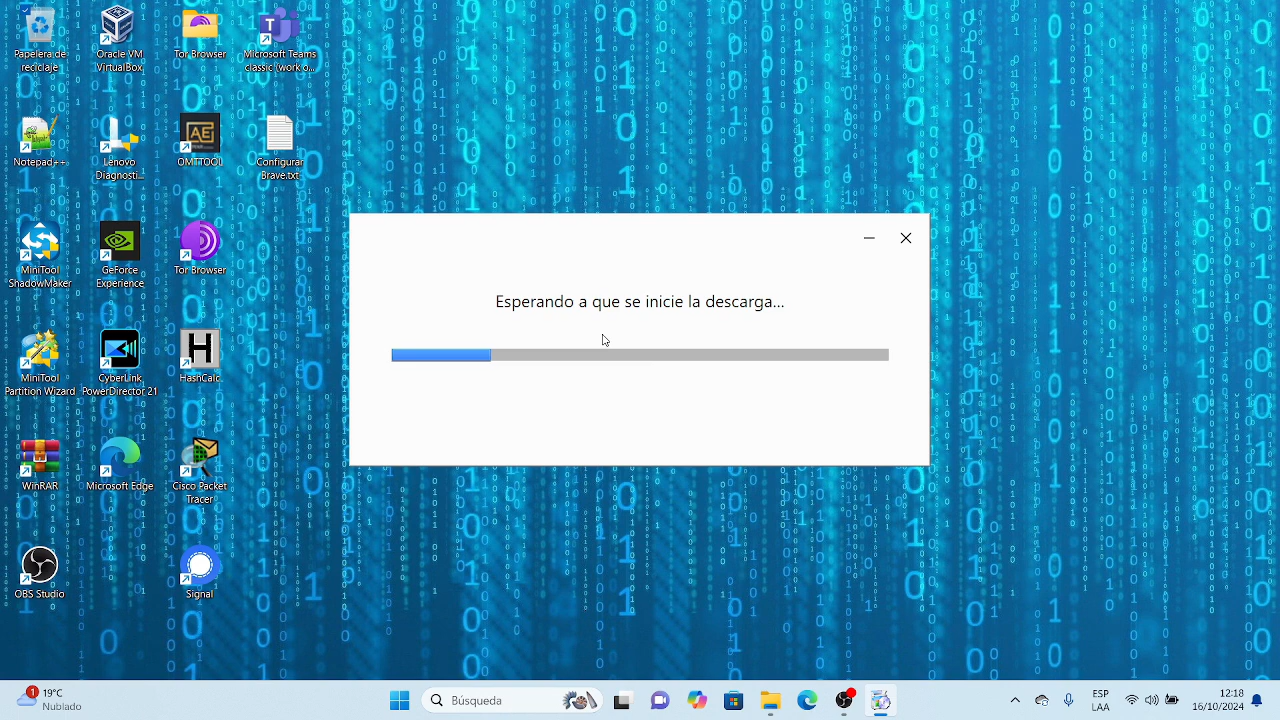 Papelera de
reciclaje
Oracle VM
VirtualBox
Tor Browser
Microsoft Teams
classic (work o...
Notepad++
Lenovo
Diagnosti...
OMTTOOL
Configurar
Brave.txt
MiniTool
ShadowMaker
GeForce
Experience
Tor Browser
MiniTool
Partition Wizard
CyberLink
PowerDirector 21
HashCalc
WinRAR
Microsoft Edge
Cisco Packet
Tracer
OBS Studio
Signal
Esperando a que se inicie la descarga...
1
19°C
Nublado
Búsqueda
ESP
LAA
12:18
16/10/2024